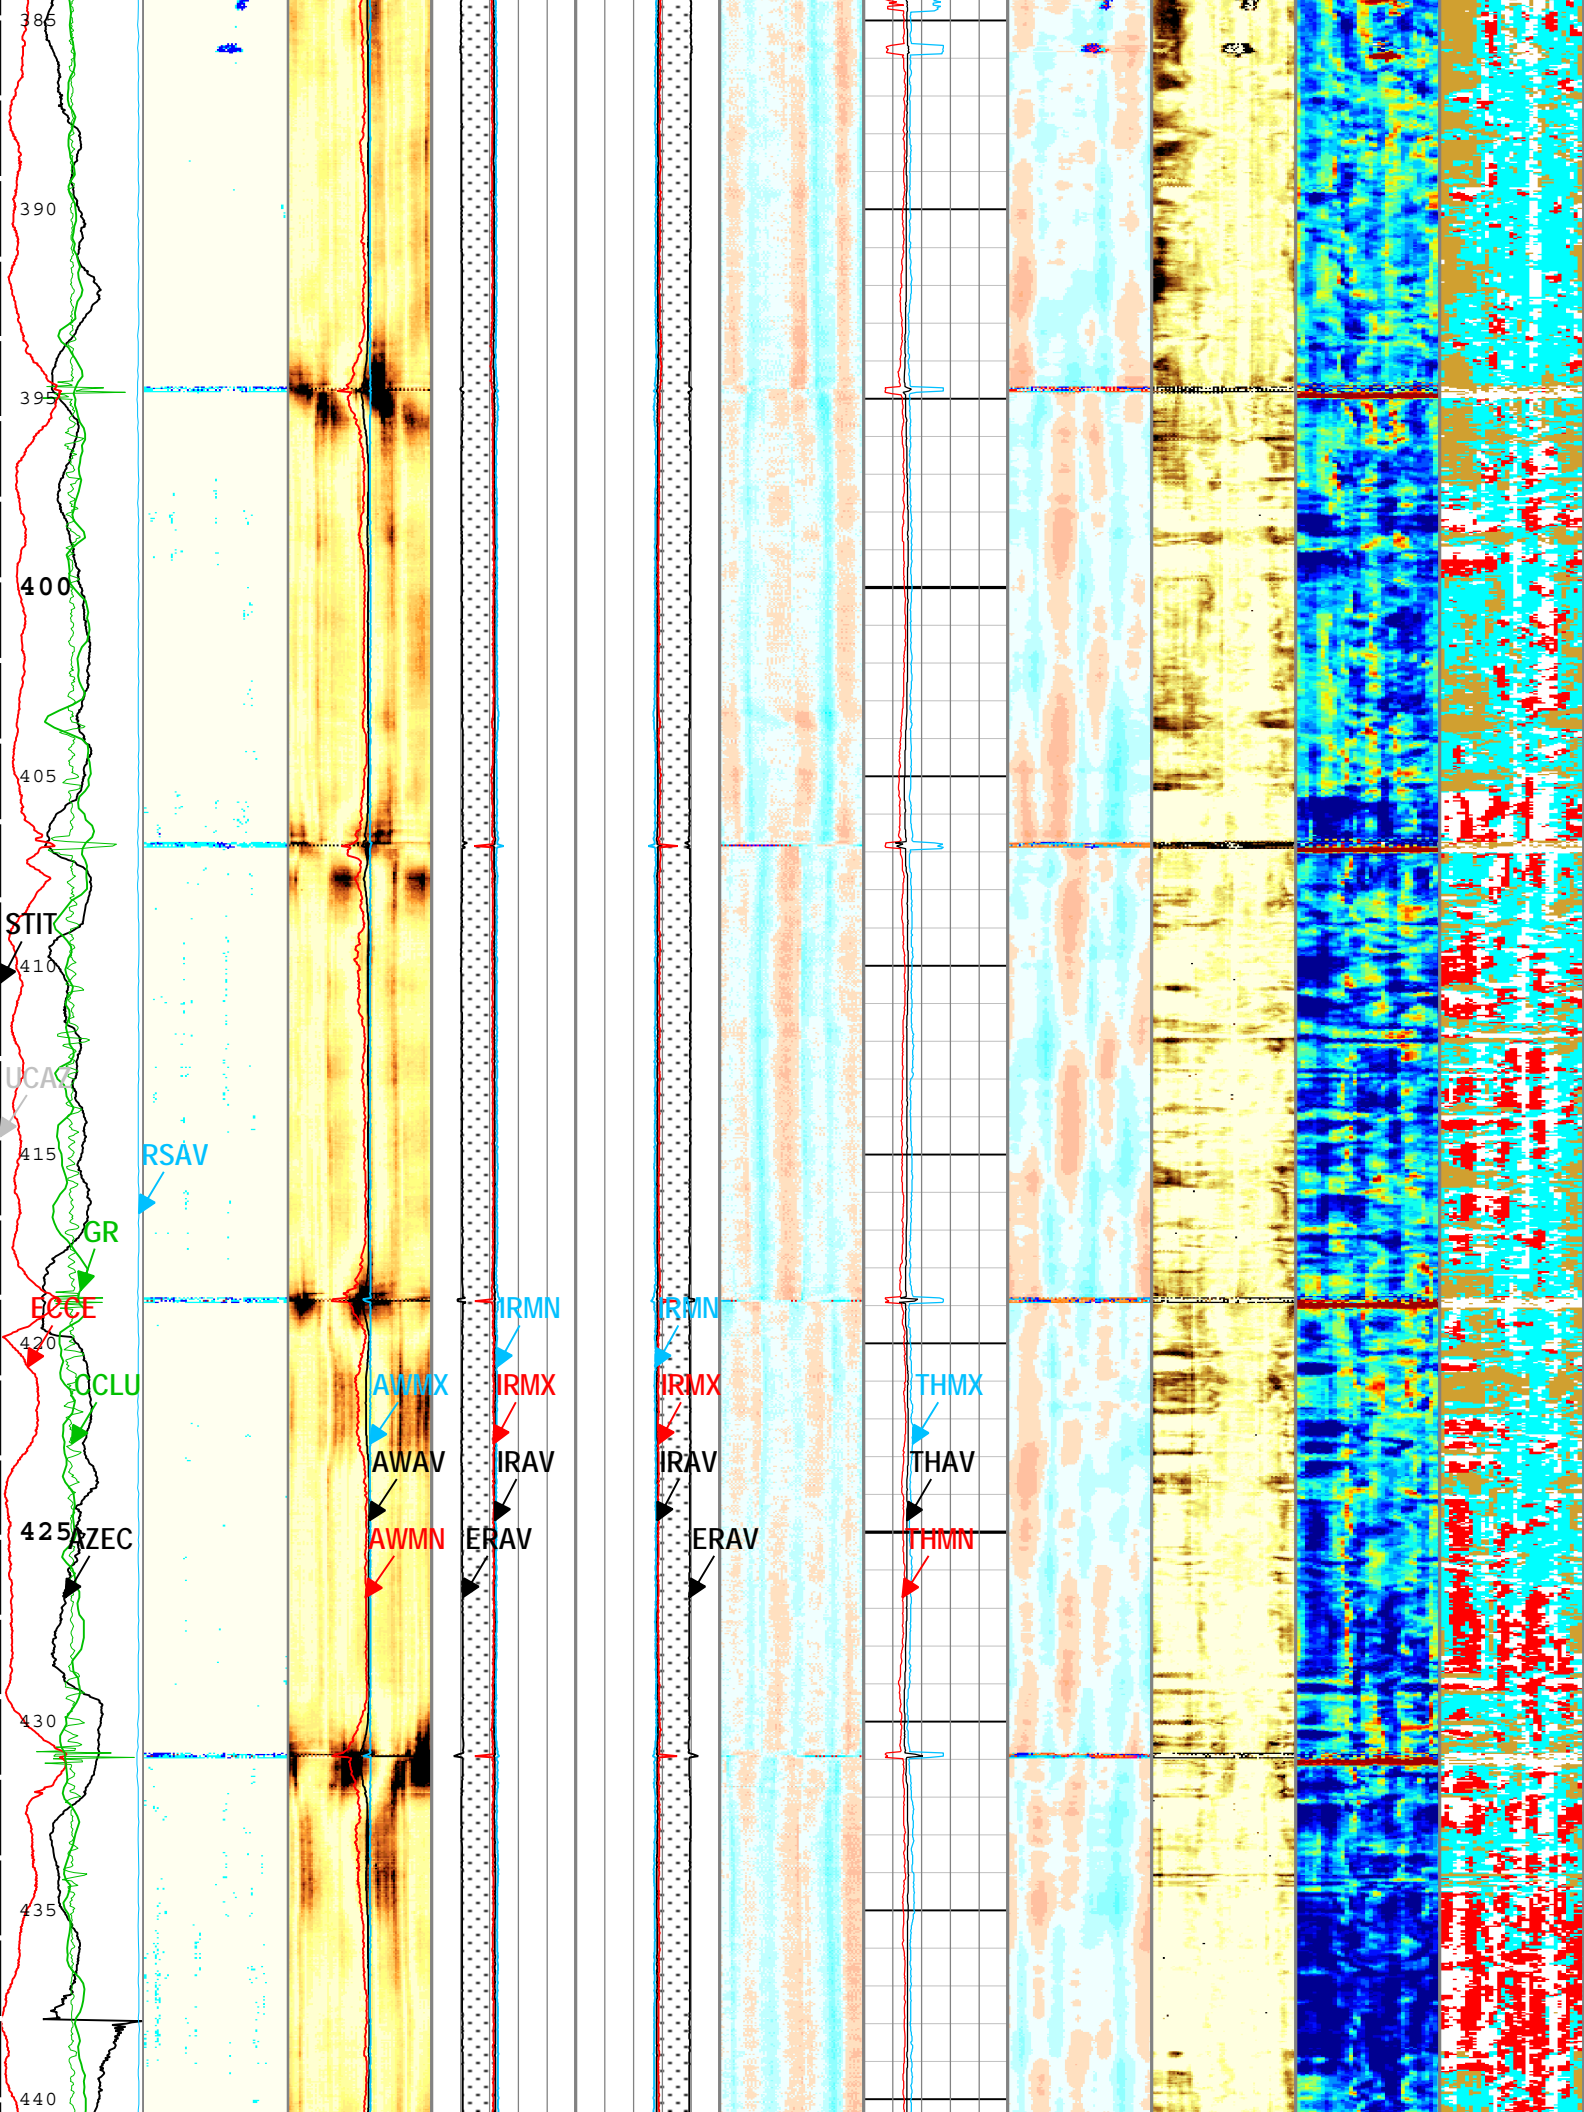 385
390
395
400
405
STIT
410
UCAZ
415
RSAV
GR
ECCE
IRMN
IRMN
420
CCLU
AWMX
IRMX
IRMX
THMX
AWAV
IRAV
IRAV
THAV
425
AZEC
AWMN
ERAV
ERAV
THMN
430
435
440